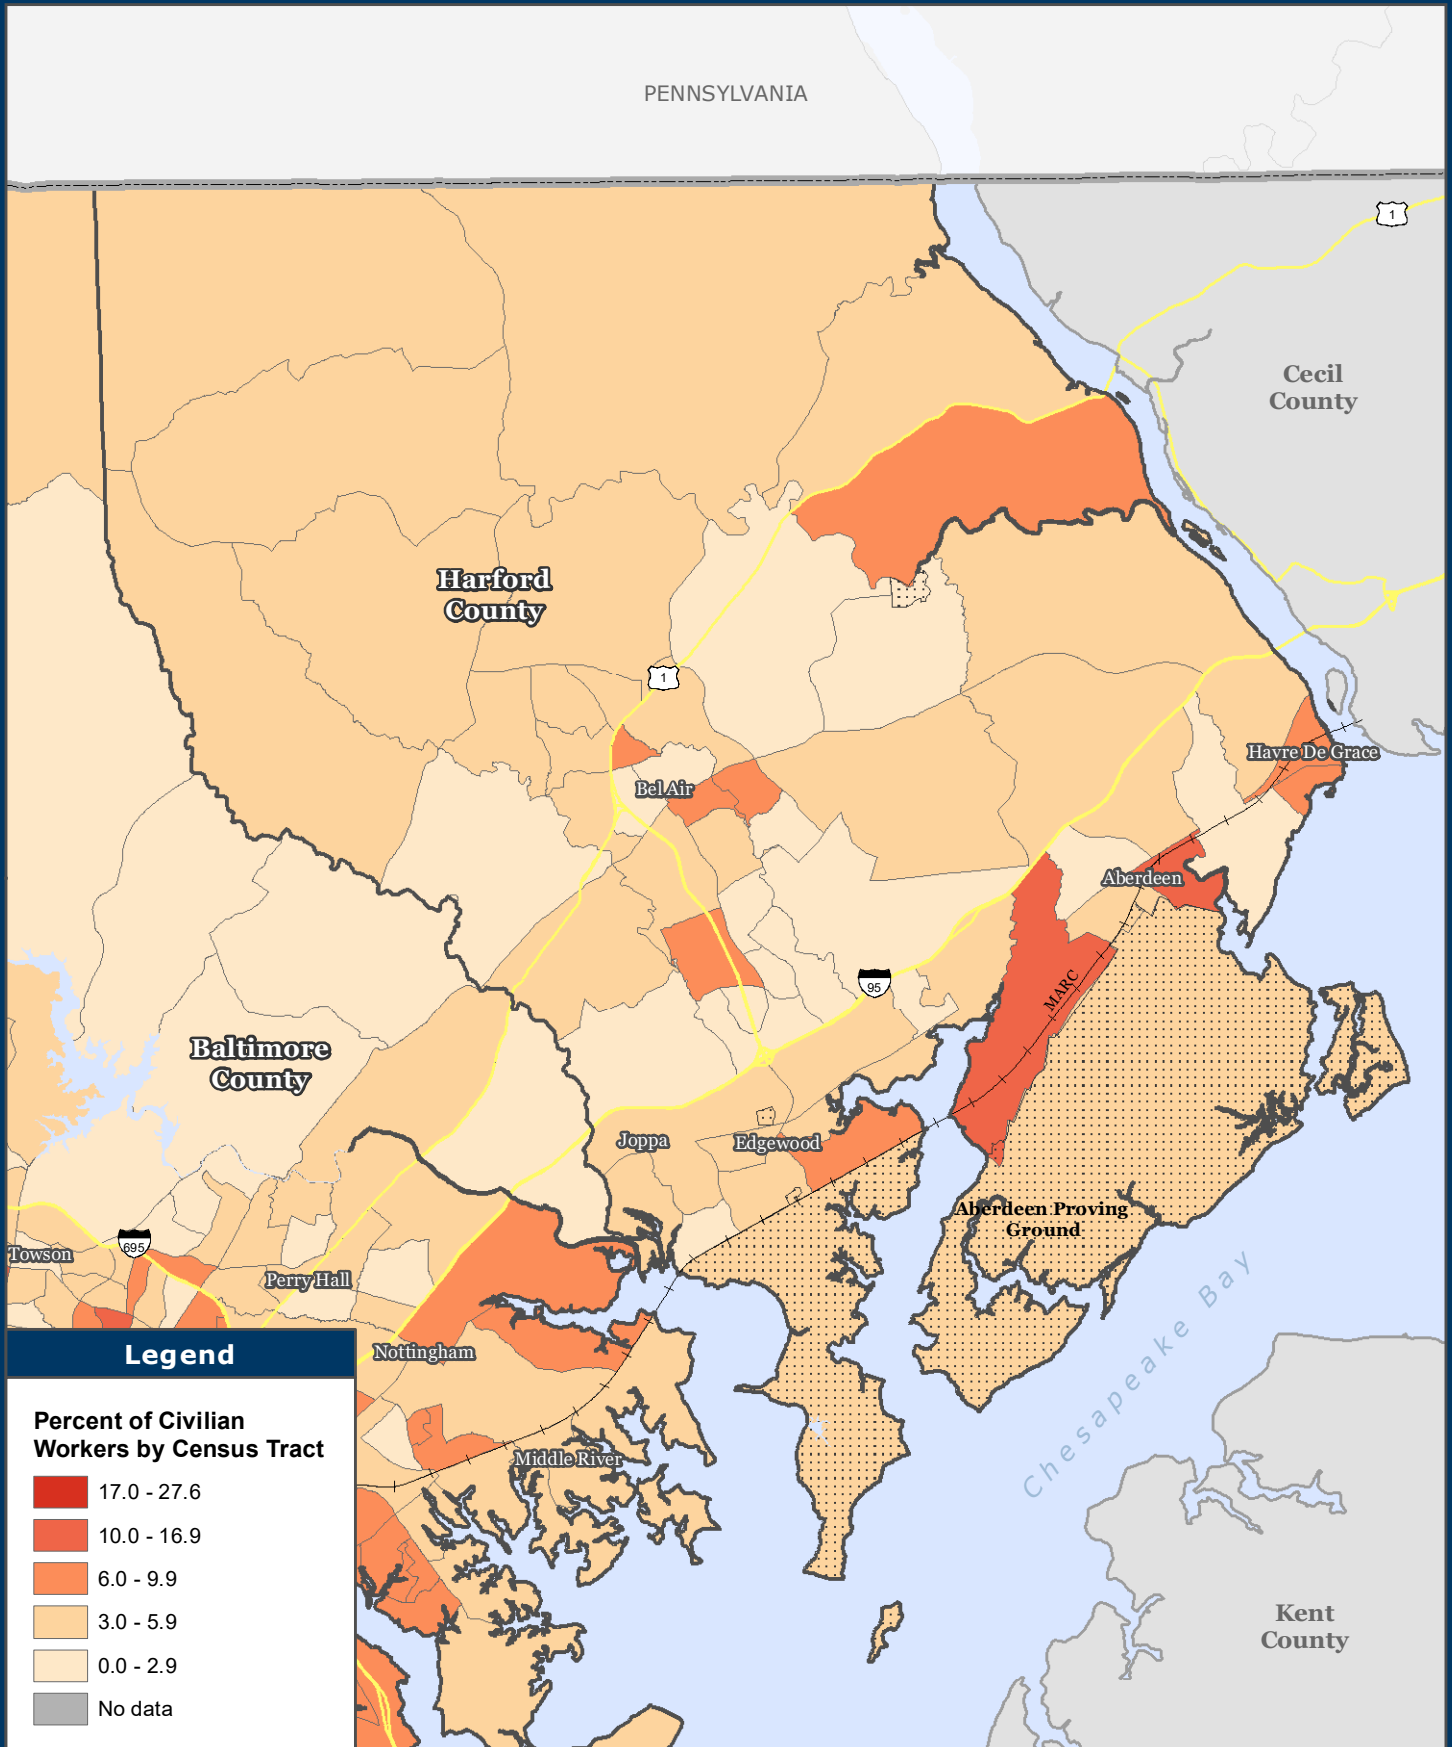 PENNSYLVANIA
1
Cecil
County
Harford
County
1
Havre De Grace
Bel Air
Aberdeen
95
MARC
Baltimore
County
Joppa
Edgewood
Aberdeen Proving
Ground
Towson
695
Perry Hall
Nottingham
Chesapeake Bay
Middle River
Kent
County
Legend
Percent of Civilian
Workers by Census Tract
17.0 - 27.6
10.0 - 16.9
6.0 - 9.9
3.0 - 5.9
0.0 - 2.9
No data